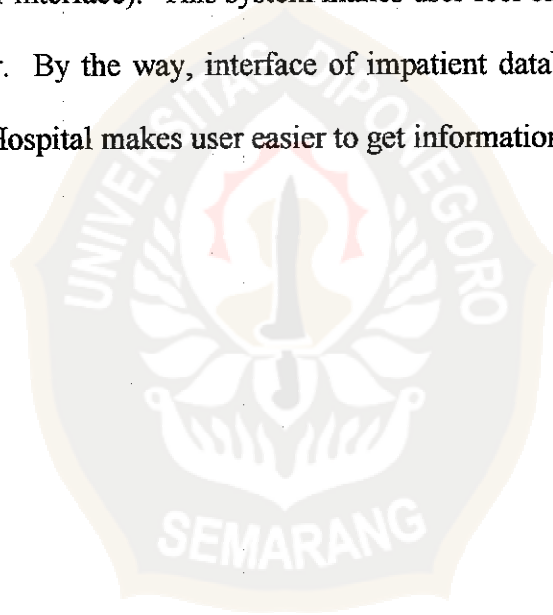 interface). This system makes user feel
. By the way, interface of impatient data
Hospital makes user easier to get information
UNIVERSITAS DIPONEGORO
SEMARANG